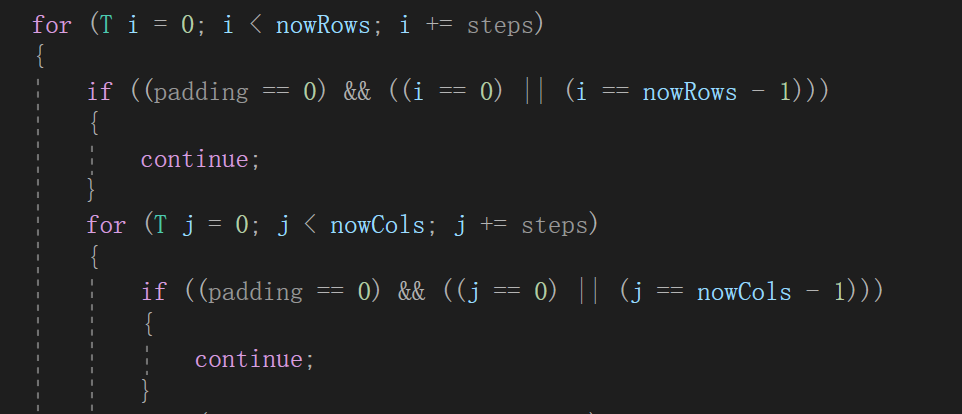 for (T i = 0; i < nowRows; i += steps)
{
if ((padding == 0) && ((i == 0) || (i == nowRows - 1)))
{
continue;
}
for (T j = 0; j < nowCols; j += steps)
{
if ((padding == 0) && ((j == 0) || (j == nowCols - 1)))
{
continue;
}